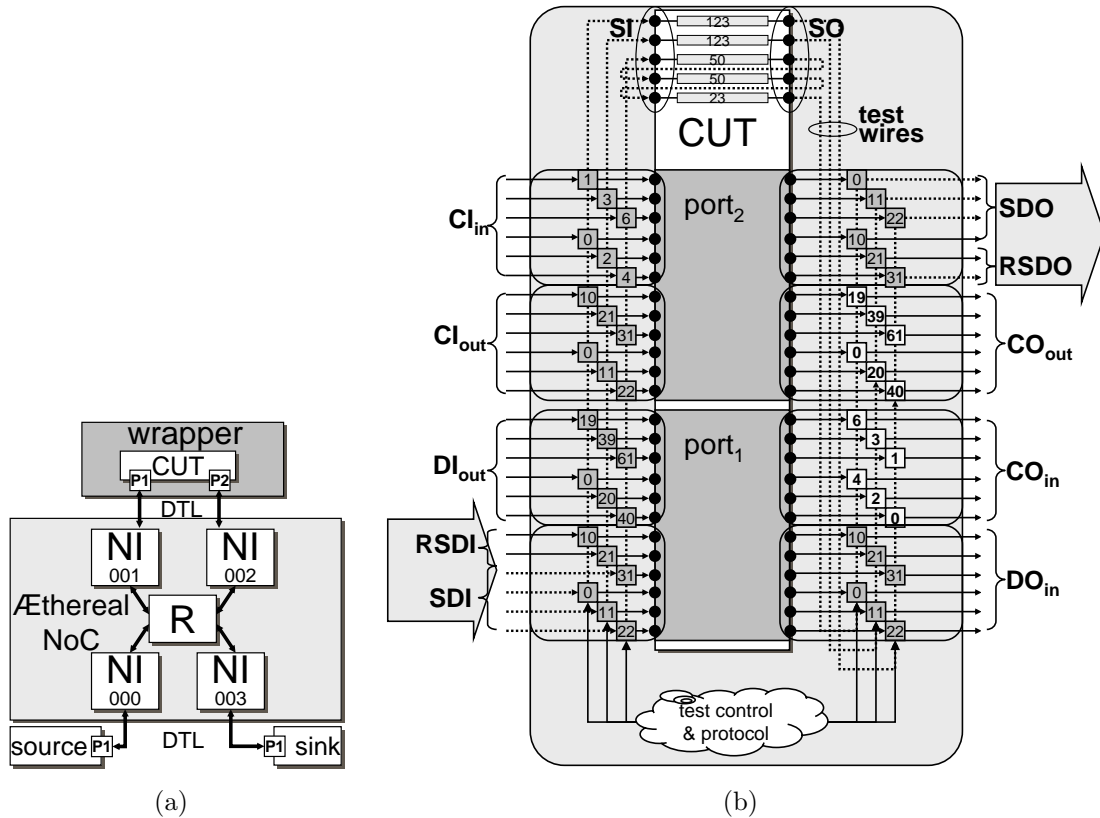 wrapper
CUT
P1 P2
DTL
NI 001
NI 002
Æthereal
NoC
R
NI 000
NI 003
DTL
source P1
P1 sink
(a)
SI
SO
123
123
50
50
23
CUT
test
wires
port2
port1
CIin
1
3
6
0
2
4
CIout
10
21
31
0
11
22
DIout
19
39
61
0
20
40
RSDI
SDI
10
21
31
0
11
22
0
11
22
10
21
31
SDO
RSDO
19
39
61
0
20
40
COout
6
3
1
4
2
0
COin
10
21
31
0
11
22
DOin
test control
& protocol
(b)